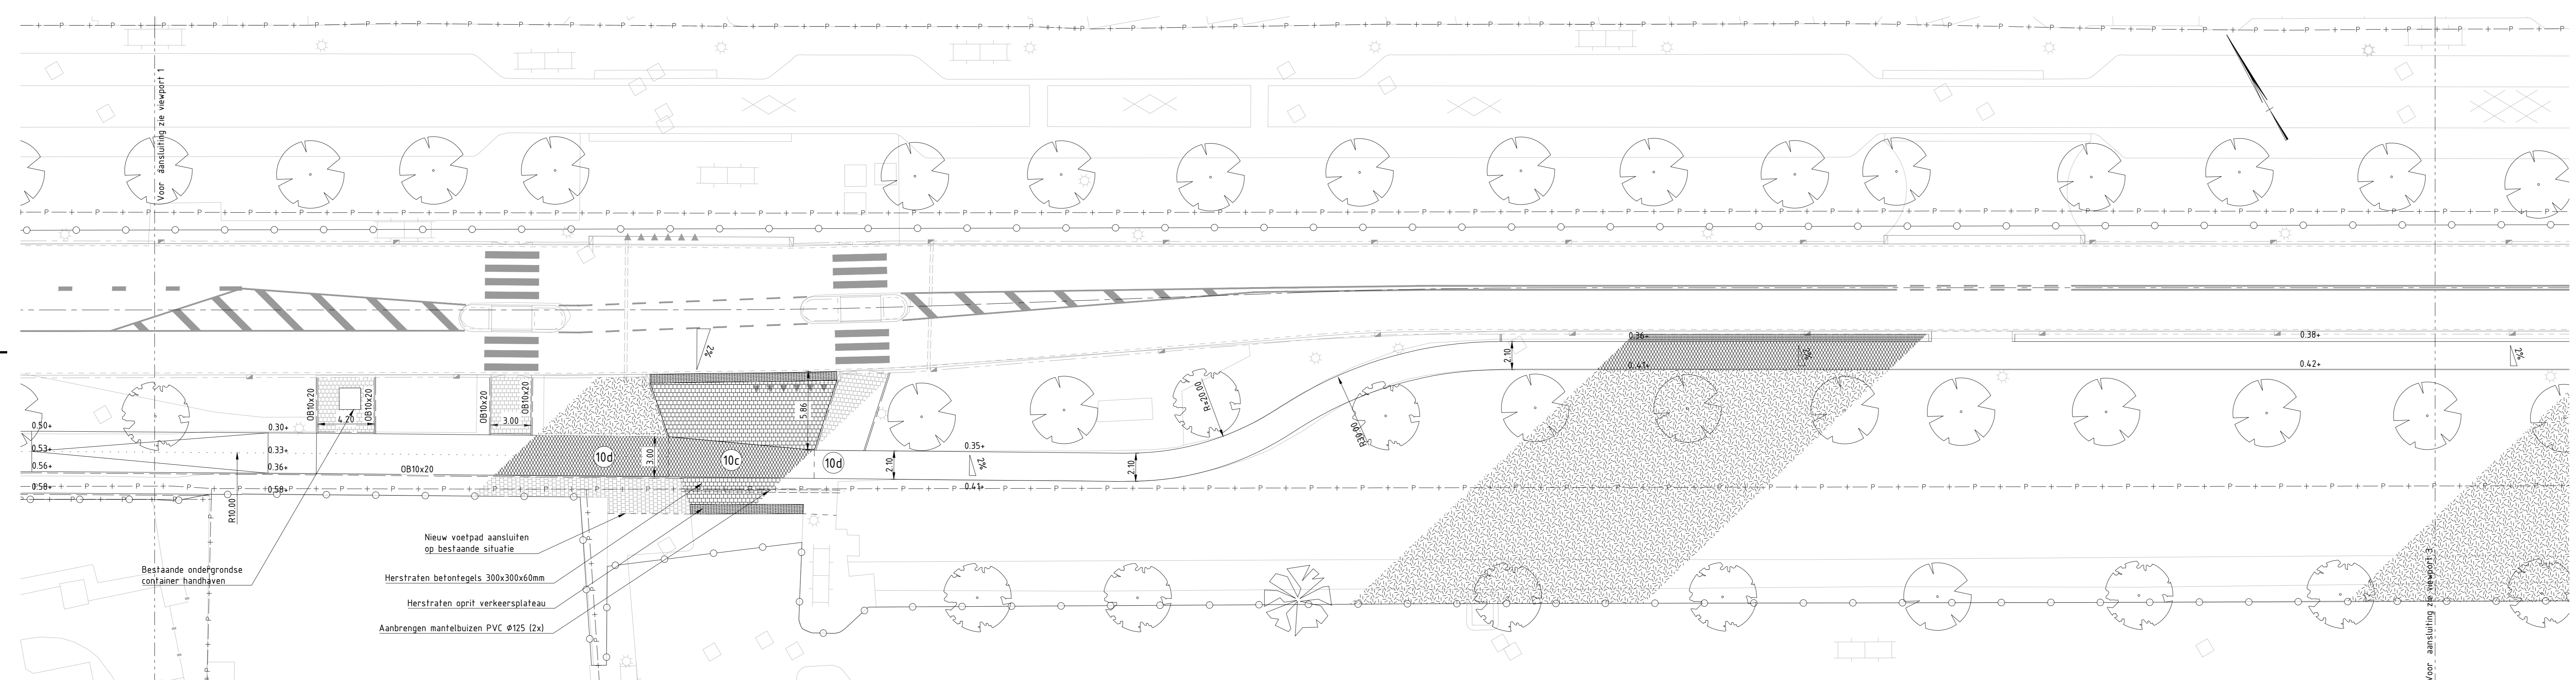 Voor aansluiting zie viewport 1
2%
0.36+
0.38+
0.41+
2%
0.42+
2%
2.10
OB10x20
4.20
OB10x20
OB10x20
3.00
OB10x20
5.86
R=20.00
R30.00
0.50+
0.30+
0.53+
0.33+
0.56+
0.36+
OB10x20
0.58+
0.58+
R10.00
10d
3.00
10c
10d
0.35+
2.10
2%
0.41+
2.10
Nieuw voetpad aansluiten
op bestaande situatie
Bestaande ondergrondse
container handhaven
Herstraten betontegels 300x300x60mm
Herstraten oprit verkeersplateau
Aanbrengen mantelbuizen PVC Ø125 (2x)
Voor aansluiting zie viewport 3